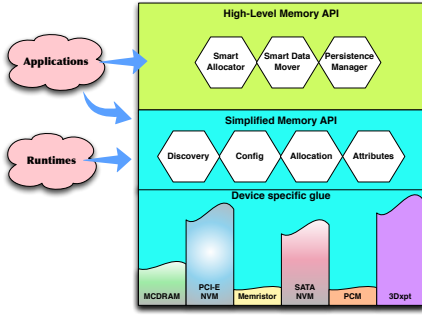 High-Level Memory API
Applications
Smart
Allocator
Smart Data
Mover
Persistence
Manager
Simplified Memory API
Runtimes
Discovery
Config
Allocation
Attributes
Device specific glue
MCDRAM
PCI-E
NVM
Memristor
SATA
NVM
PCM
3Dxpt